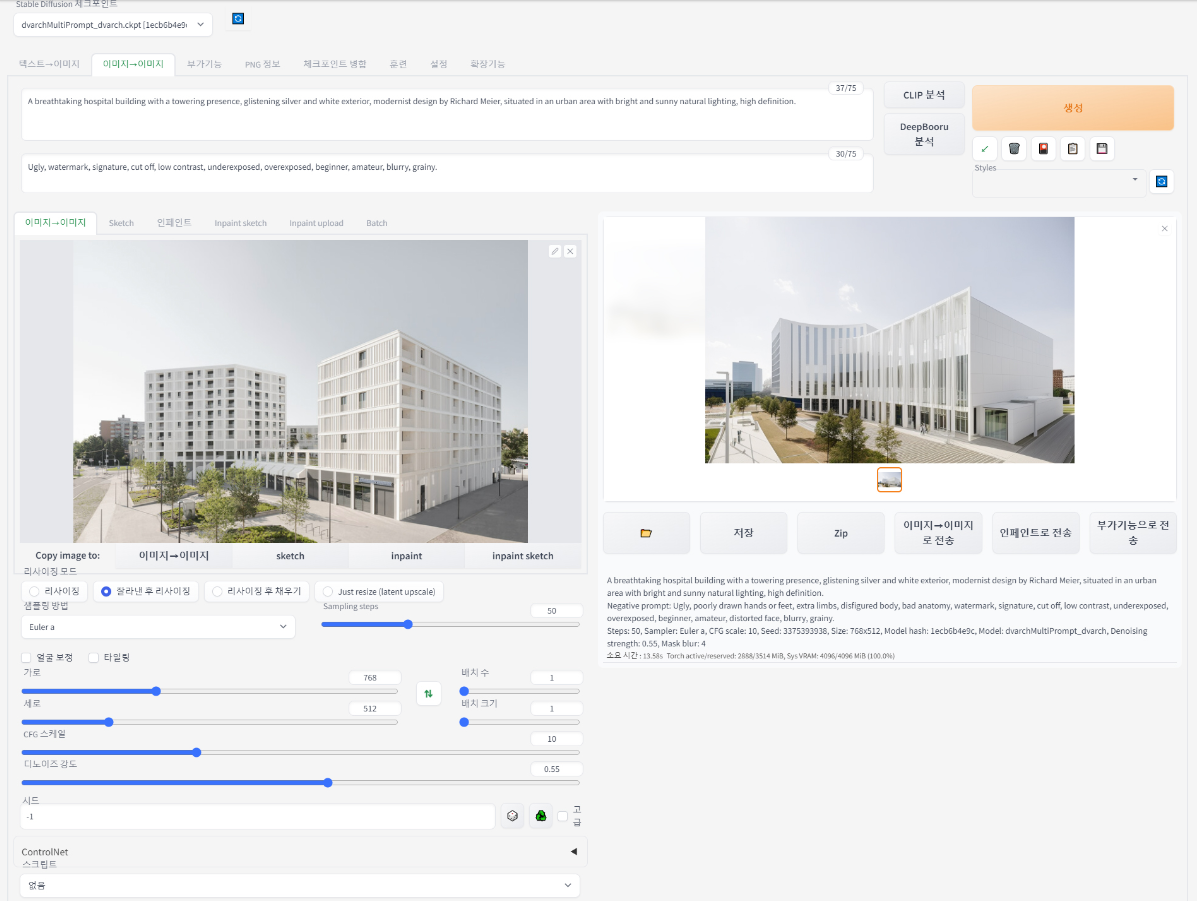 Stable Diffusion 체크포인트
dvarchMultiPrompt_dvarch.ckpt [1ecb6b4e9c
텍스트→이미지 이미지→이미지 부가기능 PNG 정보 체크포인트 병합 훈련 설정 확장기능
37/75
A breathtaking hospital building with a towering presence, glistening silver and white exterior, modernist design by Richard Meier, situated in an urban area with bright and sunny natural lighting, high definition.
30/75
Ugly, watermark, signature, cut off, low contrast, underexposed, overexposed, beginner, amateur, blurry, grainy.
CLIP 분석
DeepBooru
분석
생성
Styles
이미지→이미지 Sketch 인페인트 Inpaint sketch Inpaint upload Batch
Copy image to: 이미지→이미지 sketch inpaint inpaint sketch
리사이징 모드
리사이징 잘라낸 후 리사이징 리사이징 후 채우기 Just resize (latent upscale)
샘플링 방법
Euler a
Sampling steps
50
얼굴 보정 타일링
가로
768
세로
512
배치 수
1
배치 크기
1
CFG 스케일
10
디노이즈 강도
0.55
시드
-1
고
급
ControlNet
스크립트
없음
저장
Zip
이미지→이미지
로 전송
인페인트로 전송
부가기능으로 전
송
A breathtaking hospital building with a towering presence, glistening silver and white exterior, modernist design by Richard Meier, situated in an urban
area with bright and sunny natural lighting, high definition.
Negative prompt: Ugly, poorly drawn hands or feet, extra limbs, disfigured body, bad anatomy, watermark, signature, cut off, low contrast, underexposed,
overexposed, beginner, amateur, distorted face, blurry, grainy.
Steps: 50, Sampler: Euler a, CFG scale: 10, Seed: 3375393938, Size: 768x512, Model hash: 1ecb6b4e9c, Model: dvarchMultiPrompt_dvarch, Denoising
strength: 0.55, Mask blur: 4
소요 시간 : 13.58s Torch active/reserved: 2888/3514 MiB, Sys VRAM: 4096/4096 MiB (100.0%)